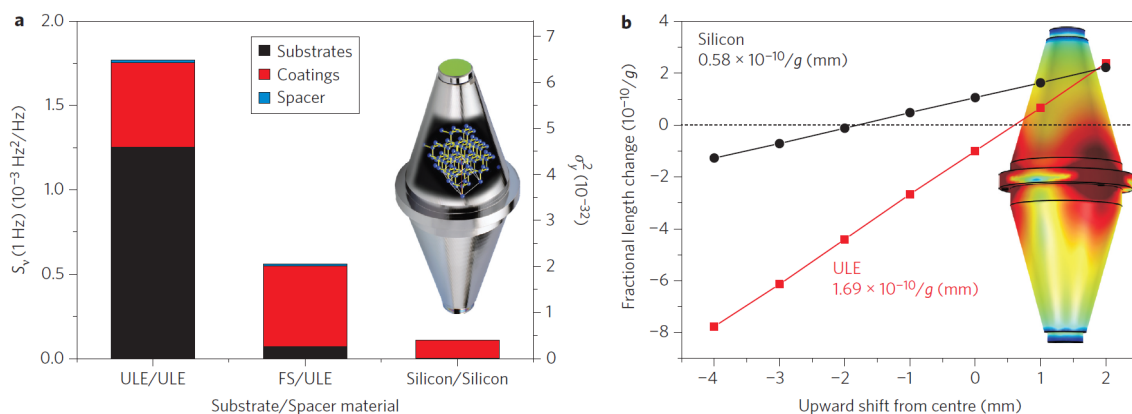 a
2.0
1.5
1.0
0.5
0.0
S_ν (1 Hz) (10⁻³ Hz²/Hz)
Substrates
Coatings
Spacer
7
6
5
4
3
2
1
0
σ_y² (10⁻³²)
ULE/ULE
FS/ULE
Silicon/Silicon
Substrate/Spacer material
b
4
2
0
−2
−4
−6
−8
Fractional length change (10⁻¹⁰/g)
Silicon
0.58 × 10⁻¹⁰/g (mm)
ULE
1.69 × 10⁻¹⁰/g (mm)
−4
−3
−2
−1
0
1
2
Upward shift from centre (mm)